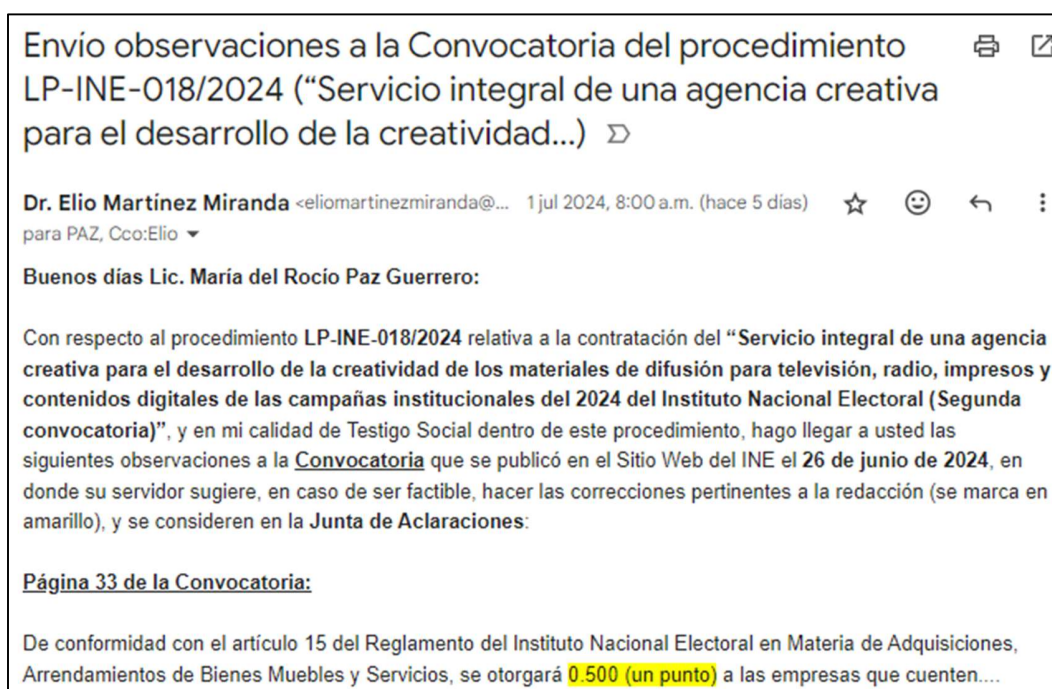 Envío observaciones a la Convocatoria del procedimiento
LP-INE-018/2024 (“Servicio integral de una agencia creativa
para el desarrollo de la creatividad...)
Dr. Elio Martínez Miranda <eliomartinezmiranda@... 1 jul 2024, 8:00 a.m. (hace 5 días)
para PAZ, Cco:Elio
Buenos días Lic. María del Rocío Paz Guerrero:
Con respecto al procedimiento LP-INE-018/2024 relativa a la contratación del “Servicio integral de una agencia
creativa para el desarrollo de la creatividad de los materiales de difusión para televisión, radio, impresos y
contenidos digitales de las campañas institucionales del 2024 del Instituto Nacional Electoral (Segunda
convocatoria)”, y en mi calidad de Testigo Social dentro de este procedimiento, hago llegar a usted las
siguientes observaciones a la Convocatoria que se publicó en el Sitio Web del INE el 26 de junio de 2024, en
donde su servidor sugiere, en caso de ser factible, hacer las correcciones pertinentes a la redacción (se marca en
amarillo), y se consideren en la Junta de Aclaraciones:
Página 33 de la Convocatoria:
De conformidad con el artículo 15 del Reglamento del Instituto Nacional Electoral en Materia de Adquisiciones,
Arrendamientos de Bienes Muebles y Servicios, se otorgará 0.500 (un punto) a las empresas que cuenten....